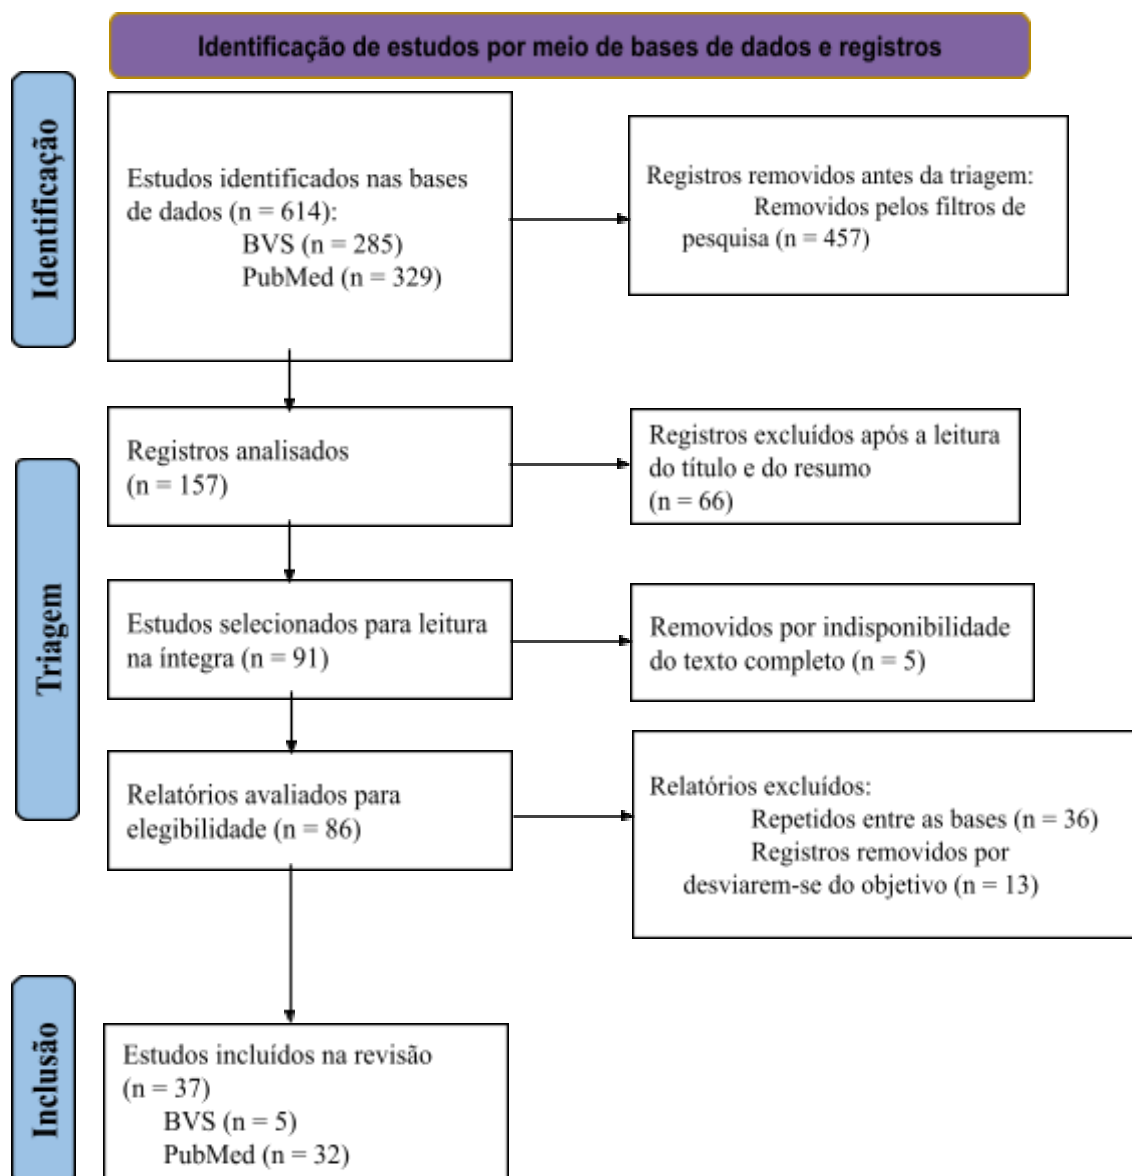 Identificação de estudos por meio de bases de dados e registros
Identificação
Estudos identificados nas bases
de dados (n = 614):
BVS (n = 285)
PubMed (n = 329)
Registros removidos antes da triagem:
Removidos pelos filtros de
pesquisa (n = 457)
Triagem
Registros analisados
(n = 157)
Registros excluídos após a leitura
do título e do resumo
(n = 66)
Estudos selecionados para leitura
na íntegra (n = 91)
Removidos por indisponibilidade
do texto completo (n = 5)
Relatórios avaliados para
elegibilidade (n = 86)
Relatórios excluídos:
Repetidos entre as bases (n = 36)
Registros removidos por
desviarem-se do objetivo (n = 13)
Inclusão
Estudos incluídos na revisão
(n = 37)
BVS (n = 5)
PubMed (n = 32)